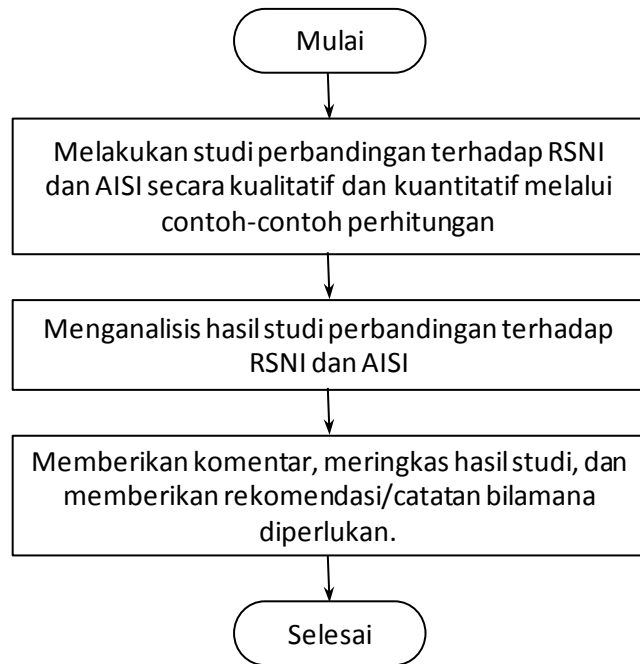 Mulai
Melakukan studi perbandingan terhadap RSNI
dan AISI secara kualitatif dan kuantitatif melalui
contoh-contoh perhitungan
Menganalisis hasil studi perbandingan terhadap
RSNI dan AISI
Memberikan komentar, meringkas hasil studi, dan
memberikan rekomendasi/catatan bilamana
diperlukan.
Selesai